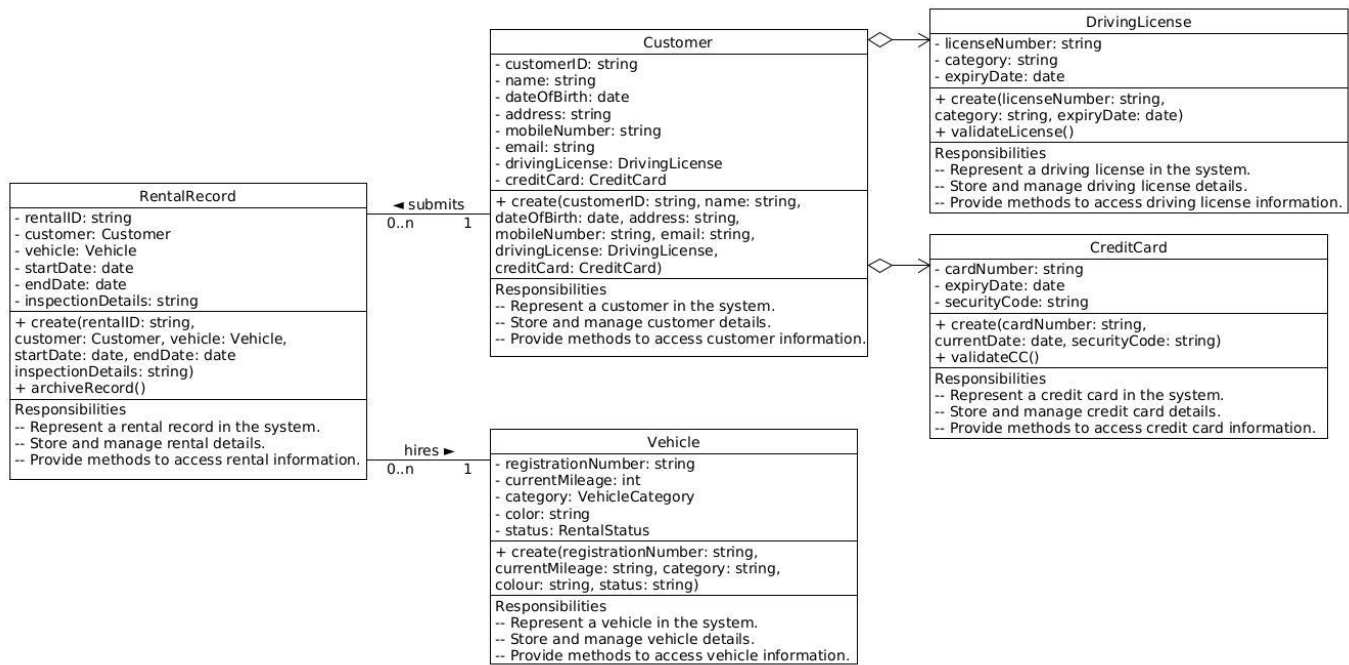 RentalRecord
- rentalID: string
- customer: Customer
- vehicle: Vehicle
- startDate: date
- endDate: date
- inspectionDetails: string
+ create(rentalID: string,
customer: Customer, vehicle: Vehicle,
startDate: date, endDate: date
inspectionDetails: string)
+ archiveRecord()
Responsibilities
-- Represent a rental record in the system.
-- Store and manage rental details.
-- Provide methods to access rental information.
◄ submits
0..n 1
hires ►
0..n 1
Customer
- customerID: string
- name: string
- dateOfBirth: date
- address: string
- mobileNumber: string
- email: string
- drivingLicense: DrivingLicense
- creditCard: CreditCard
+ create(customerID: string, name: string,
dateOfBirth: date, address: string,
mobileNumber: string, email: string,
drivingLicense: DrivingLicense,
creditCard: CreditCard)
Responsibilities
-- Represent a customer in the system.
-- Store and manage customer details.
-- Provide methods to access customer information.
Vehicle
- registrationNumber: string
- currentMileage: int
- category: VehicleCategory
- color: string
- status: RentalStatus
+ create(registrationNumber: string,
currentMileage: string, category: string,
colour: string, status: string)
Responsibilities
-- Represent a vehicle in the system.
-- Store and manage vehicle details.
-- Provide methods to access vehicle information.
DrivingLicense
- licenseNumber: string
- category: string
- expiryDate: date
+ create(licenseNumber: string,
category: string, expiryDate: date)
+ validateLicense()
Responsibilities
-- Represent a driving license in the system.
-- Store and manage driving license details.
-- Provide methods to access driving license information.
CreditCard
- cardNumber: string
- expiryDate: date
- securityCode: string
+ create(cardNumber: string,
currentDate: date, securityCode: string)
+ validateCC()
Responsibilities
-- Represent a credit card in the system.
-- Store and manage credit card details.
-- Provide methods to access credit card information.